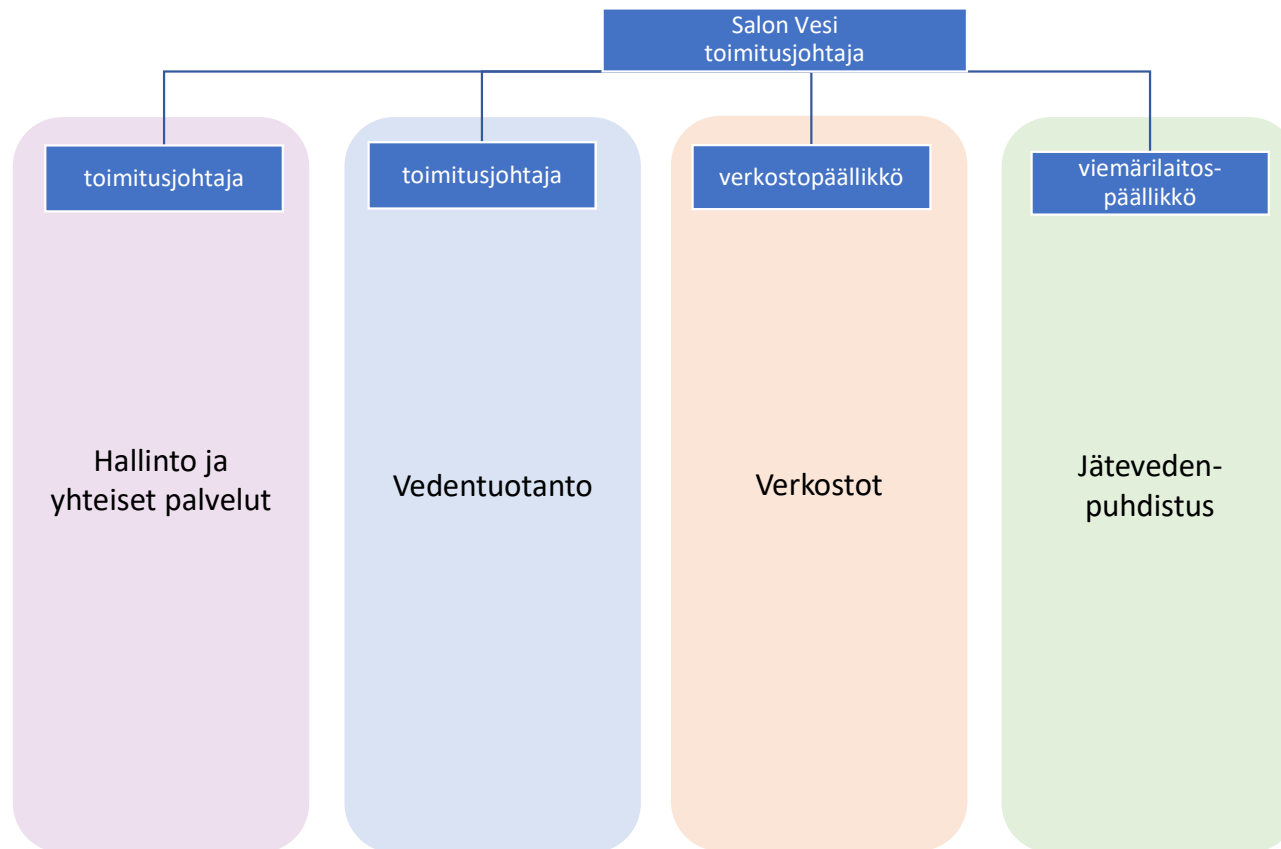 Salon Vesi
toimitusjohtaja
toimitusjohtaja
toimitusjohtaja
verkostopäällikkö
viemärilaitos-
päällikkö
Hallinto ja
yhteiset palvelut
Vedentuotanto
Verkostot
Jäteveden-
puhdistus